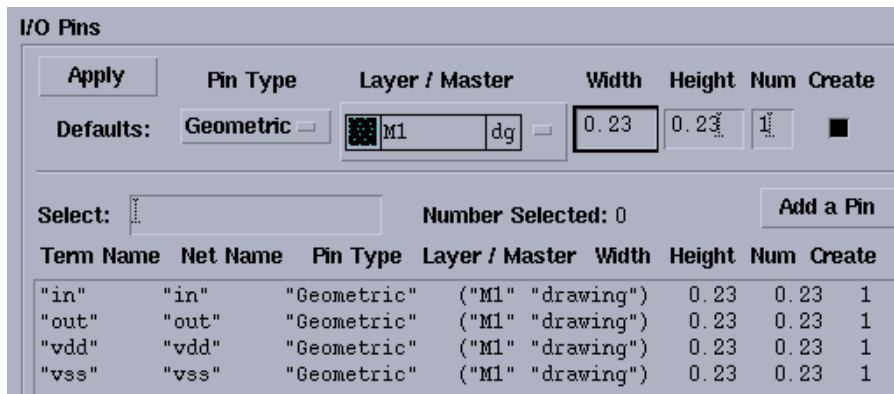 I/O Pins
Apply Pin Type Layer / Master Width Height Num Create
Defaults: Geometric M1 dg 0.23 0.23 1
Select: Number Selected: 0 Add a Pin
Term Name Net Name Pin Type Layer / Master Width Height Num Create
"in" "in" "Geometric" ("M1" "drawing") 0.23 0.23 1
"out" "out" "Geometric" ("M1" "drawing") 0.23 0.23 1
"vdd" "vdd" "Geometric" ("M1" "drawing") 0.23 0.23 1
"vss" "vss" "Geometric" ("M1" "drawing") 0.23 0.23 1